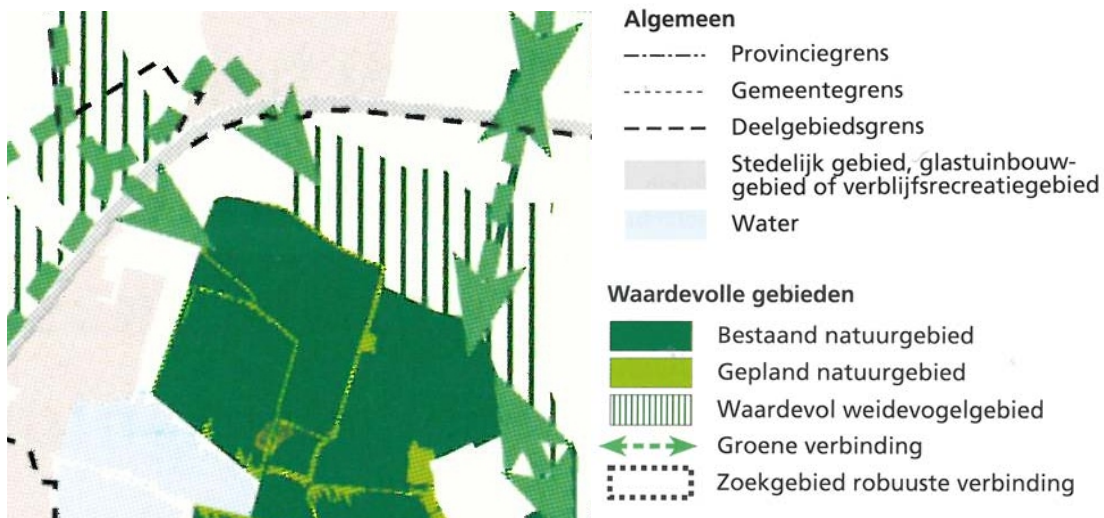 Algemeen
Provinciegrens
Gemeentegrens
Deelgebiedsgrens
Stedelijk gebied, glastuinbouw-
gebied of verblijfsrecreatiegebied
Water
Waardevolle gebieden
Bestaand natuurgebied
Gepland natuurgebied
Waardevol weidevogelgebied
Groene verbinding
Zoekgebied robuuste verbinding